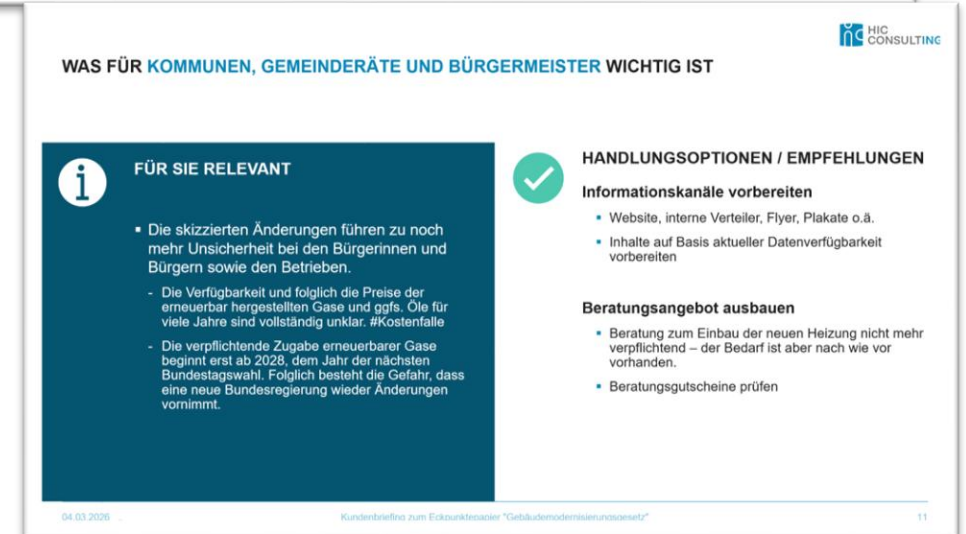 HIC
CONSULTING
WAS FÜR KOMMUNEN, GEMEINDERÄTE UND BÜRGERMEISTER WICHTIG IST
FÜR SIE RELEVANT
▪ Die skizzierten Änderungen führen zu noch
mehr Unsicherheit bei den Bürgerinnen und
Bürgern sowie den Betrieben.
- Die Verfügbarkeit und folglich die Preise der
erneuerbar hergestellten Gase und ggfs. Öle für
viele Jahre sind vollständig unklar. #Kostenfalle
- Die verpflichtende Zugabe erneuerbarer Gase
beginnt erst ab 2028, dem Jahr der nächsten
Bundestagswahl. Folglich besteht die Gefahr, dass
eine neue Bundesregierung wieder Änderungen
vornimmt.
HANDLUNGSOPTIONEN / EMPFEHLUNGEN
Informationskanäle vorbereiten
▪ Website, interne Verteiler, Flyer, Plakate o.ä.
▪ Inhalte auf Basis aktueller Datenverfügbarkeit
vorbereiten
Beratungsangebot ausbauen
▪ Beratung zum Einbau der neuen Heizung nicht mehr
verpflichtend – der Bedarf ist aber nach wie vor
vorhanden.
▪ Beratungsgutscheine prüfen
04.03.2026
Kundenbriefing zum Eckpunktepapier "Gebäudemodernisierungsgesetz"
11